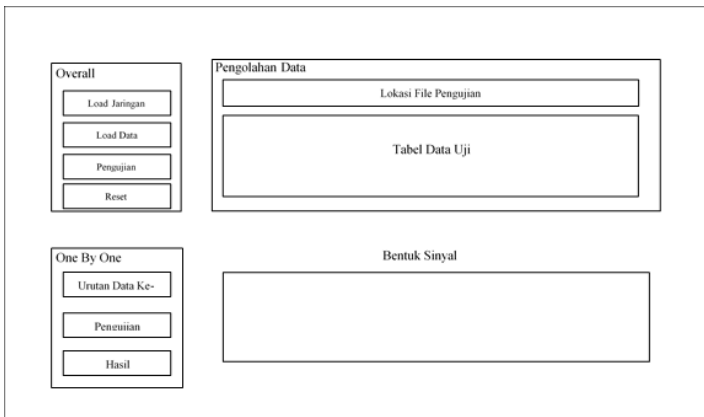 Overall
Load Jaringan
Load Data
Pengujian
Reset
Pengolahan Data
Lokasi File Pengujian
Tabel Data Uji
One By One
Urutan Data Ke-
Pengujian
Hasil
Bentuk Sinyal